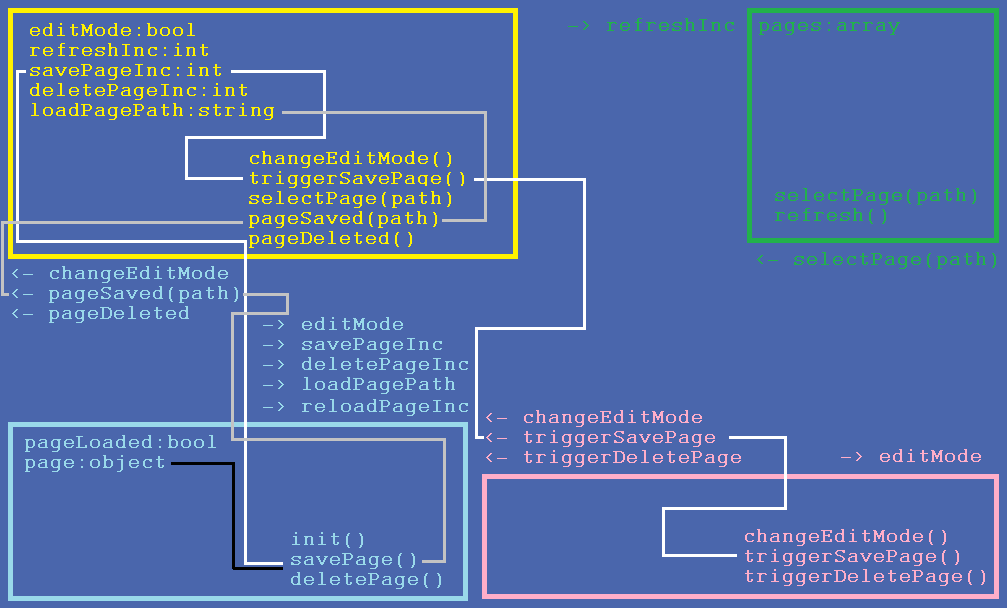 editMode:bool
refreshInc:int
savePageInc:int
deletePageInc:int
loadPagePath:string
changeEditMode()
triggerSavePage()
selectPage(path)
pageSaved(path)
pageDeleted()
-> refreshInc
pages:array
selectPage(path)
refresh()
<- selectPage(path)
<- changeEditMode
<- pageSaved(path)
<- pageDeleted
-> editMode
-> savePageInc
-> deletePageInc
-> loadPagePath
-> reloadPageInc
pageLoaded:bool
page:object
init()
savePage()
deletePage()
<- changeEditMode
<- triggerSavePage
<- triggerDeletePage
-> editMode
changeEditMode()
triggerSavePage()
triggerDeletePage()